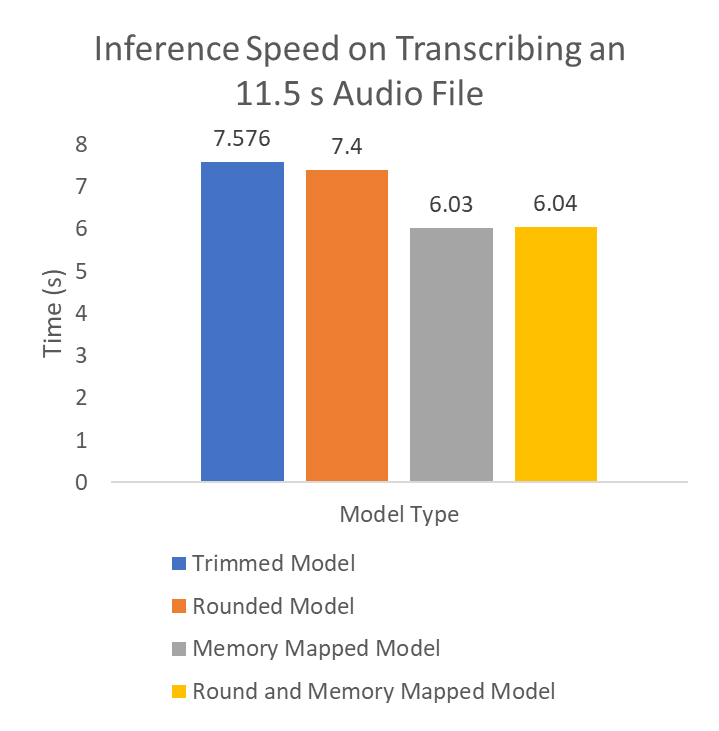 Inference Speed on Transcribing an
11.5 s Audio File
Time (s)
8
7
6
5
4
3
2
1
0
7.576
7.4
6.03
6.04
Model Type
Trimmed Model
Rounded Model
Memory Mapped Model
Round and Memory Mapped Model